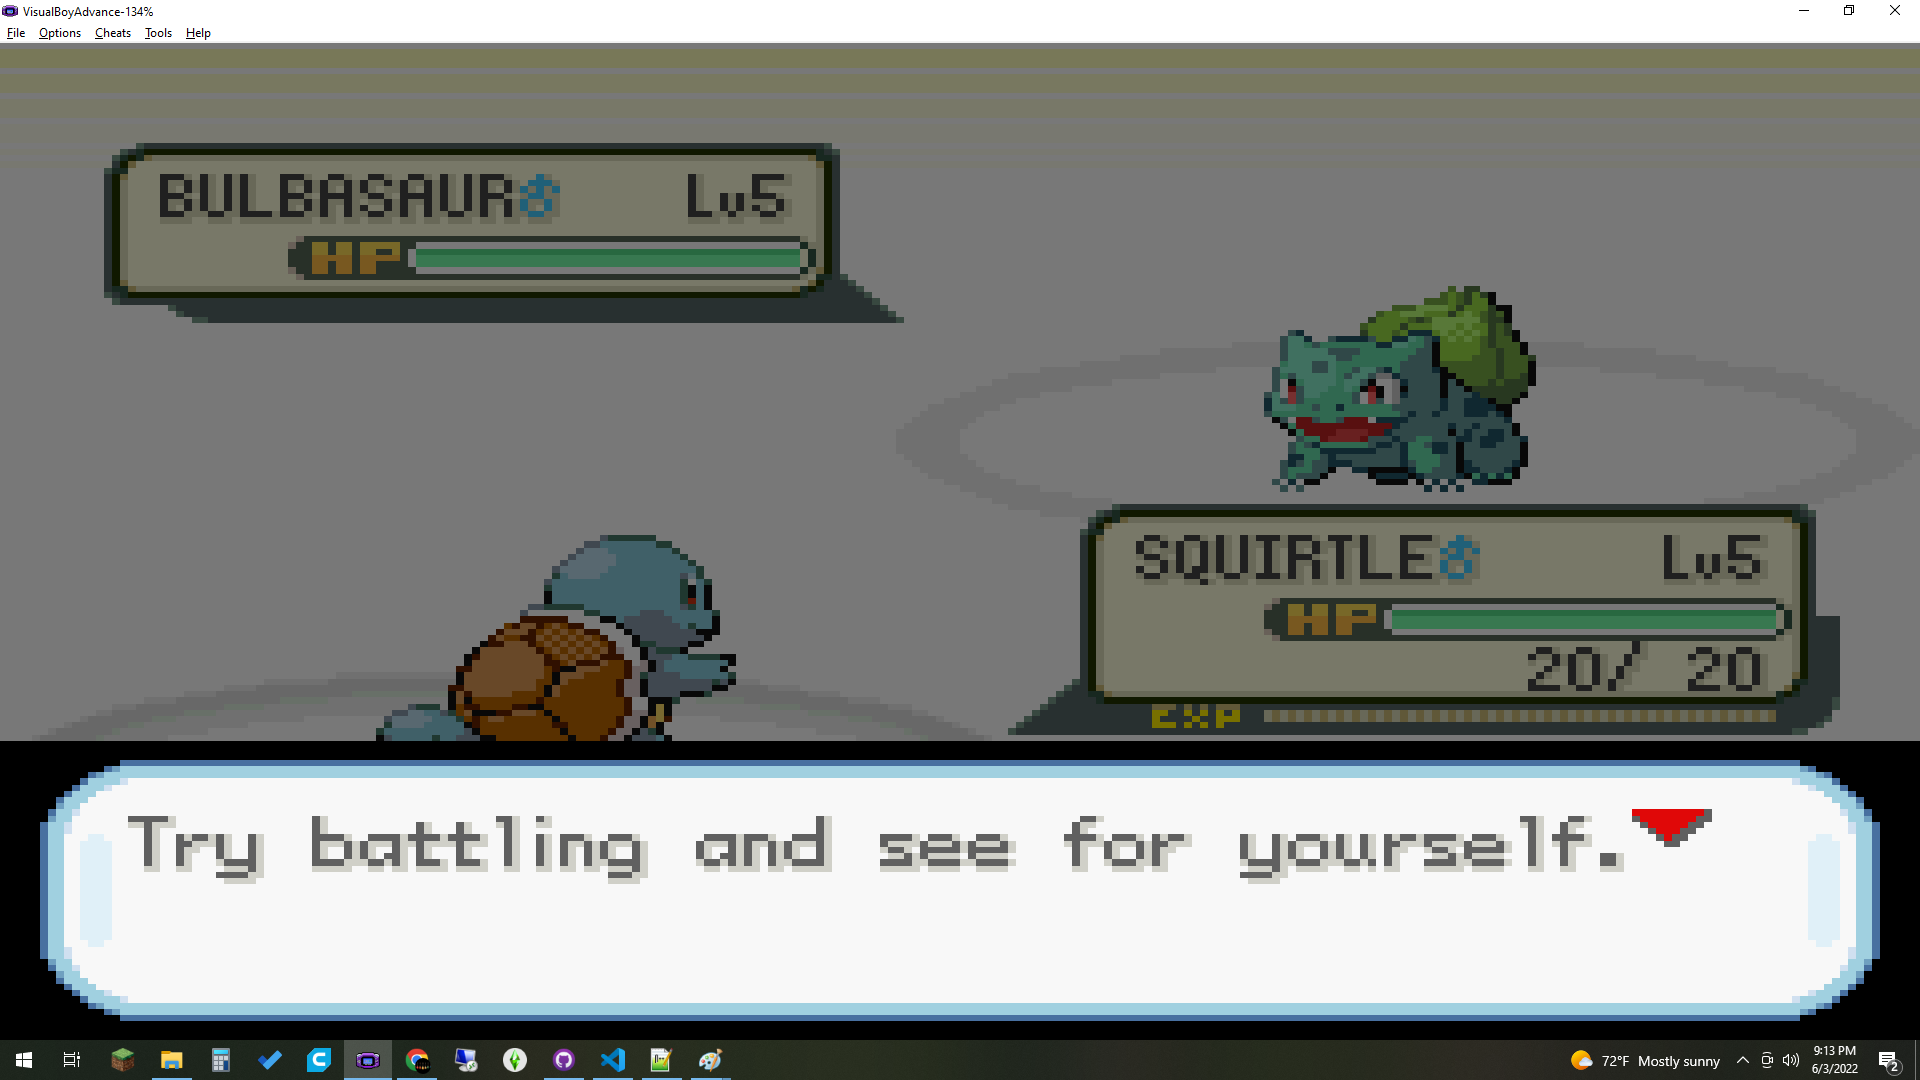 VisualBoyAdvance-134%
File Options Cheats Tools Help
BULBASAUR♂ Lv5
HP
SQUIRTLE♂ Lv5
HP
20/ 20
EXP
Try battling and see for yourself.
72°F Mostly sunny
9:13 PM
6/3/2022
2